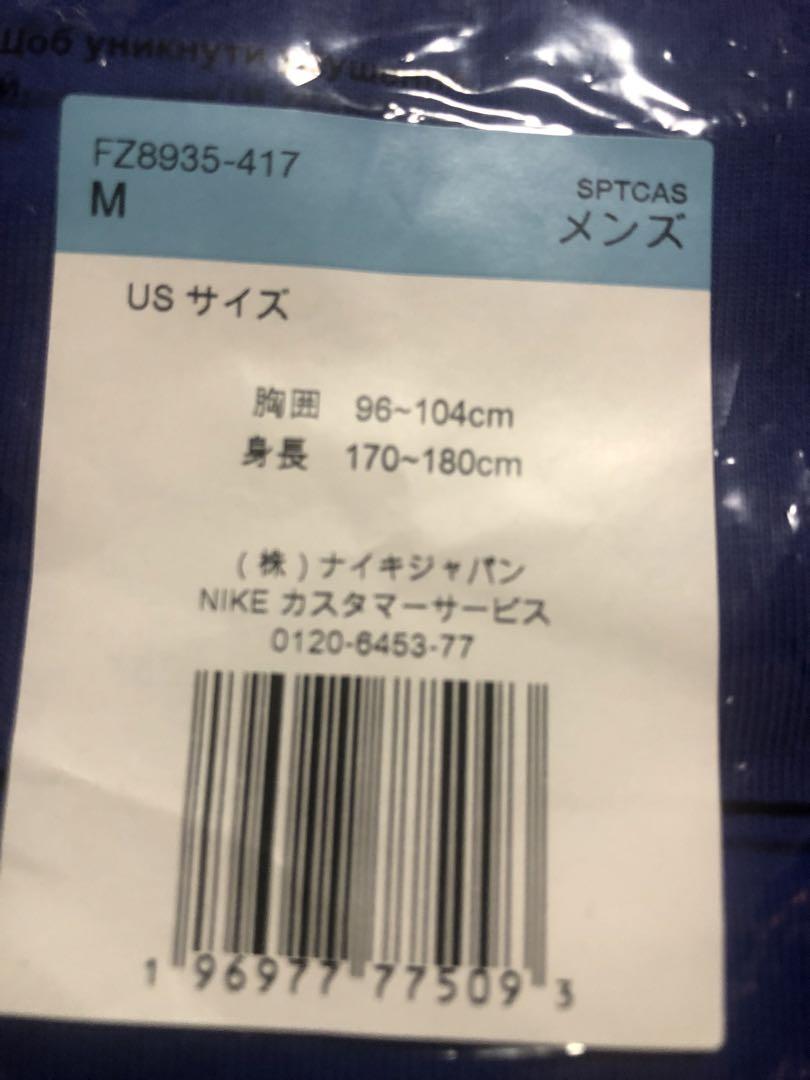 Щоб уникнути
FZ8935-417
M
SPTCAS
メンズ
US サイズ
胸囲 96~104cm
身長 170~180cm
(株)ナイキジャパン
NIKE カスタマーサービス
0120-6453-77
1 96977 77509 3